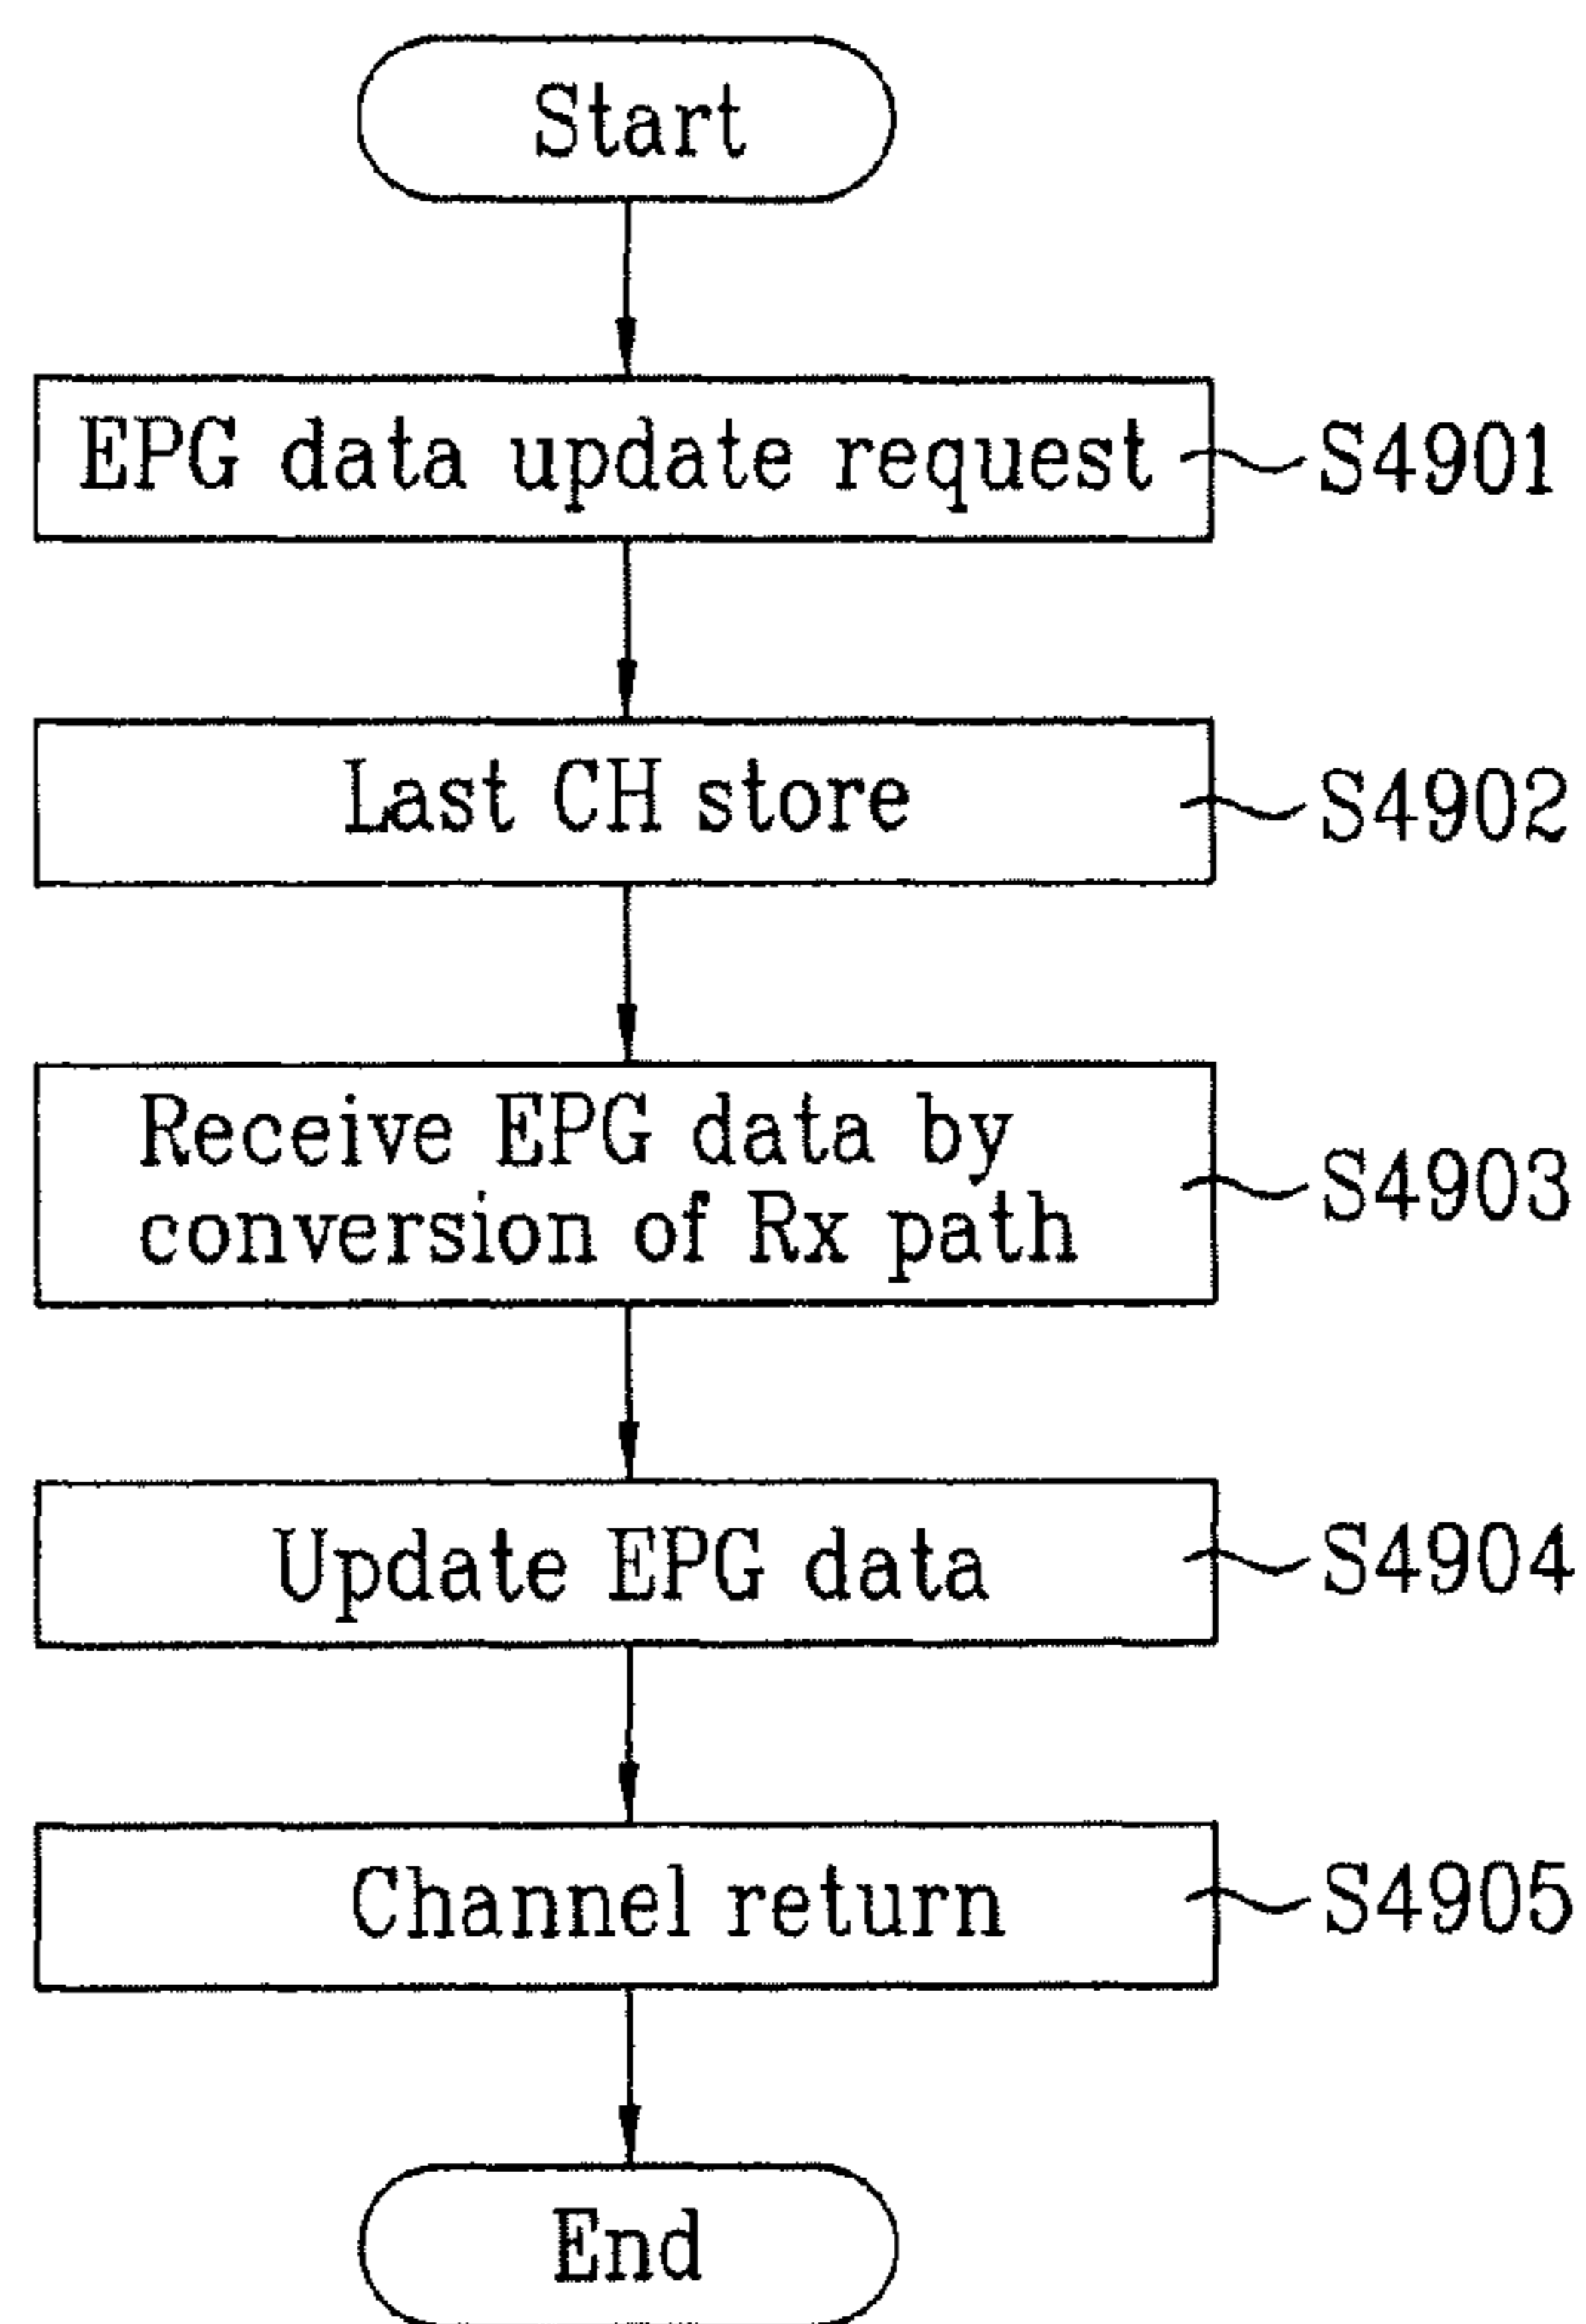 Start
EPG data update request
S4901
Last CH store
S4902
Receive EPG data by
conversion of Rx path
S4903
Update EPG data
S4904
Channel return
S4905
End